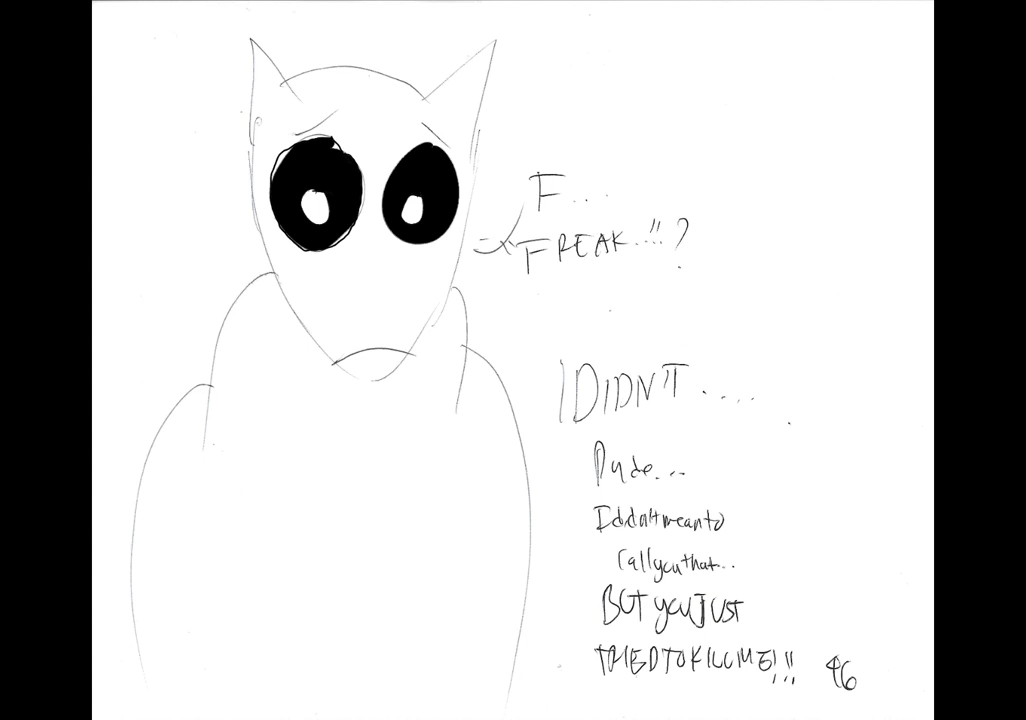 F...
FREAK..!!!?
I DIDN'T.....
Dude...
I didn't mean to
call you that...
BUT you JUST
TRIED TO KILL ME!!!
46